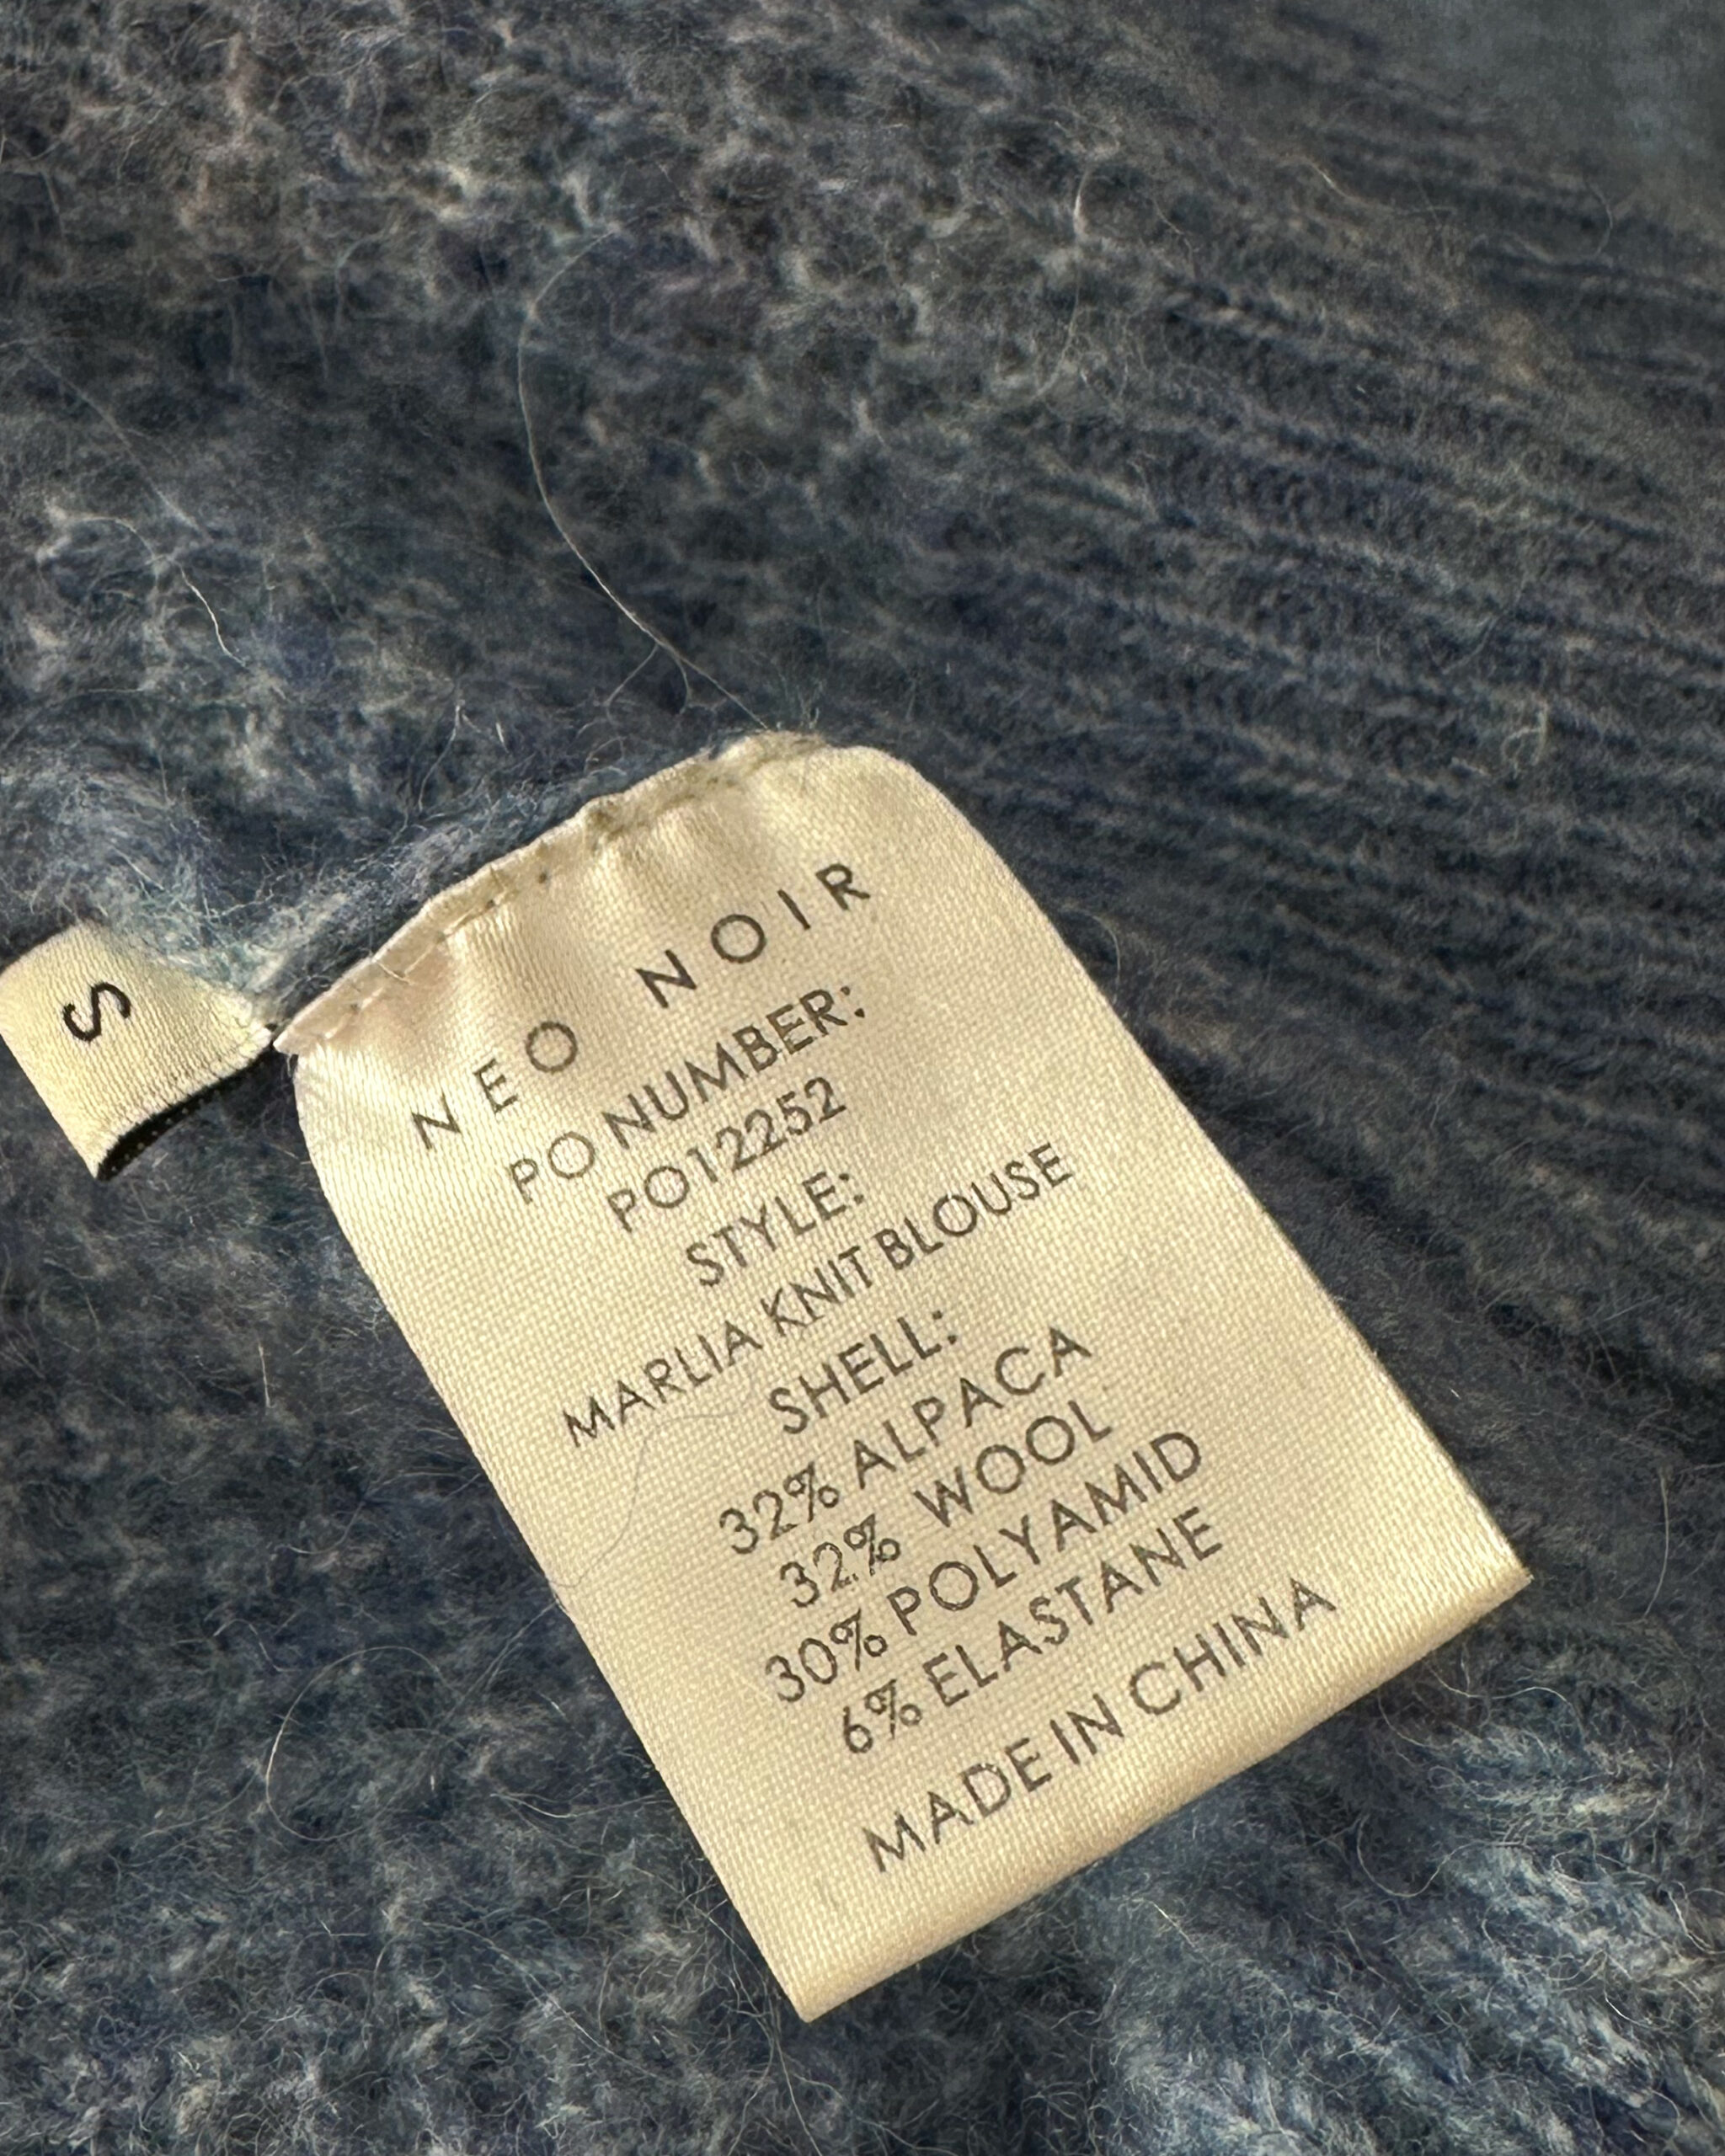 S
NEO NOIR
PO NUMBER:
PO12252
STYLE:
MARLIA KNIT BLOUSE
SHELL:
32% ALPACA
32% WOOL
30% POLYAMID
6% ELASTANE
MADE IN CHINA